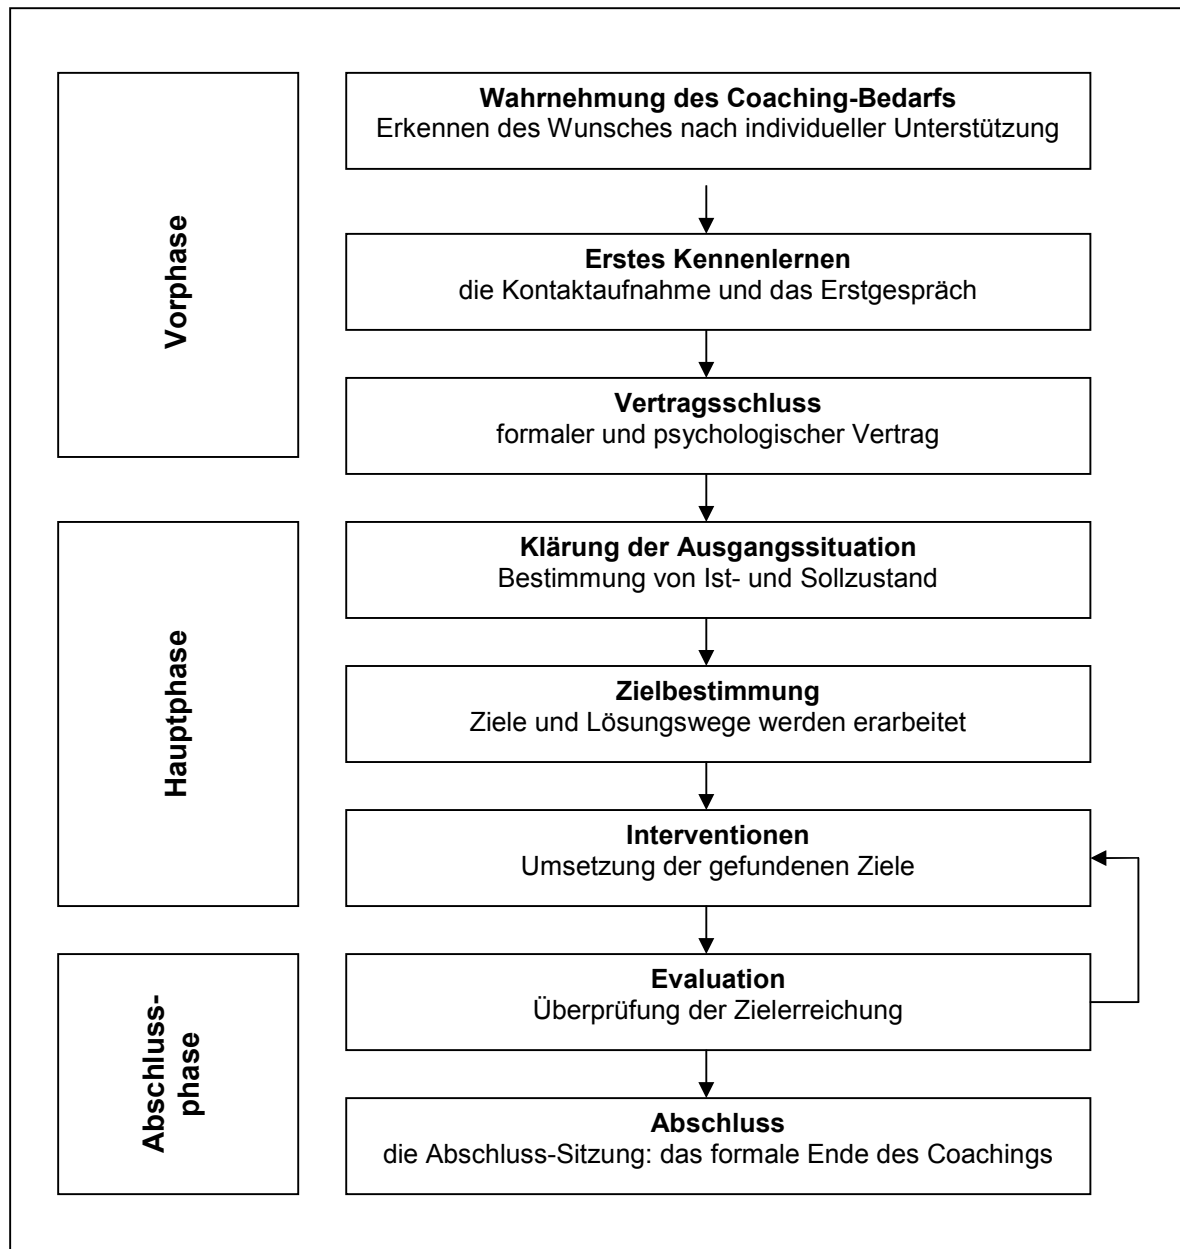 Vorphase
Wahrnehmung des Coaching-Bedarfs
Erkennen des Wunsches nach individueller Unterstützung
Erstes Kennenlernen
die Kontaktaufnahme und das Erstgespräch
Vertragsschluss
formaler und psychologischer Vertrag
Hauptphase
Klärung der Ausgangssituation
Bestimmung von Ist- und Sollzustand
Zielbestimmung
Ziele und Lösungswege werden erarbeitet
Interventionen
Umsetzung der gefundenen Ziele
Abschluss-
phase
Evaluation
Überprüfung der Zielerreichung
Abschluss
die Abschluss-Sitzung: das formale Ende des Coachings